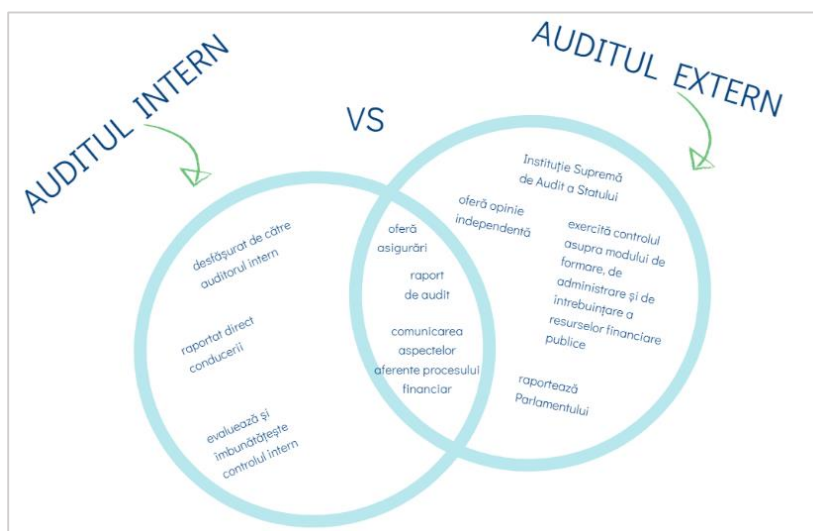 AUDITUL INTERN
VS
AUDITUL EXTERN
desfășurat de către
auditorul intern
raportat direct
conducerii
evaluează și
îmbunătățește
controlul intern
oferă
asigurări
raport
de audit
comunicarea
aspectelor
aferente procesului
financiar
Instituție Supremă
de Audit a Statului
oferă opinie
independentă
exercită controlul
asupra modului de
formare, de
administrare și de
întrebuințare a
resurselor financiare
publice
raportează
Parlamentului